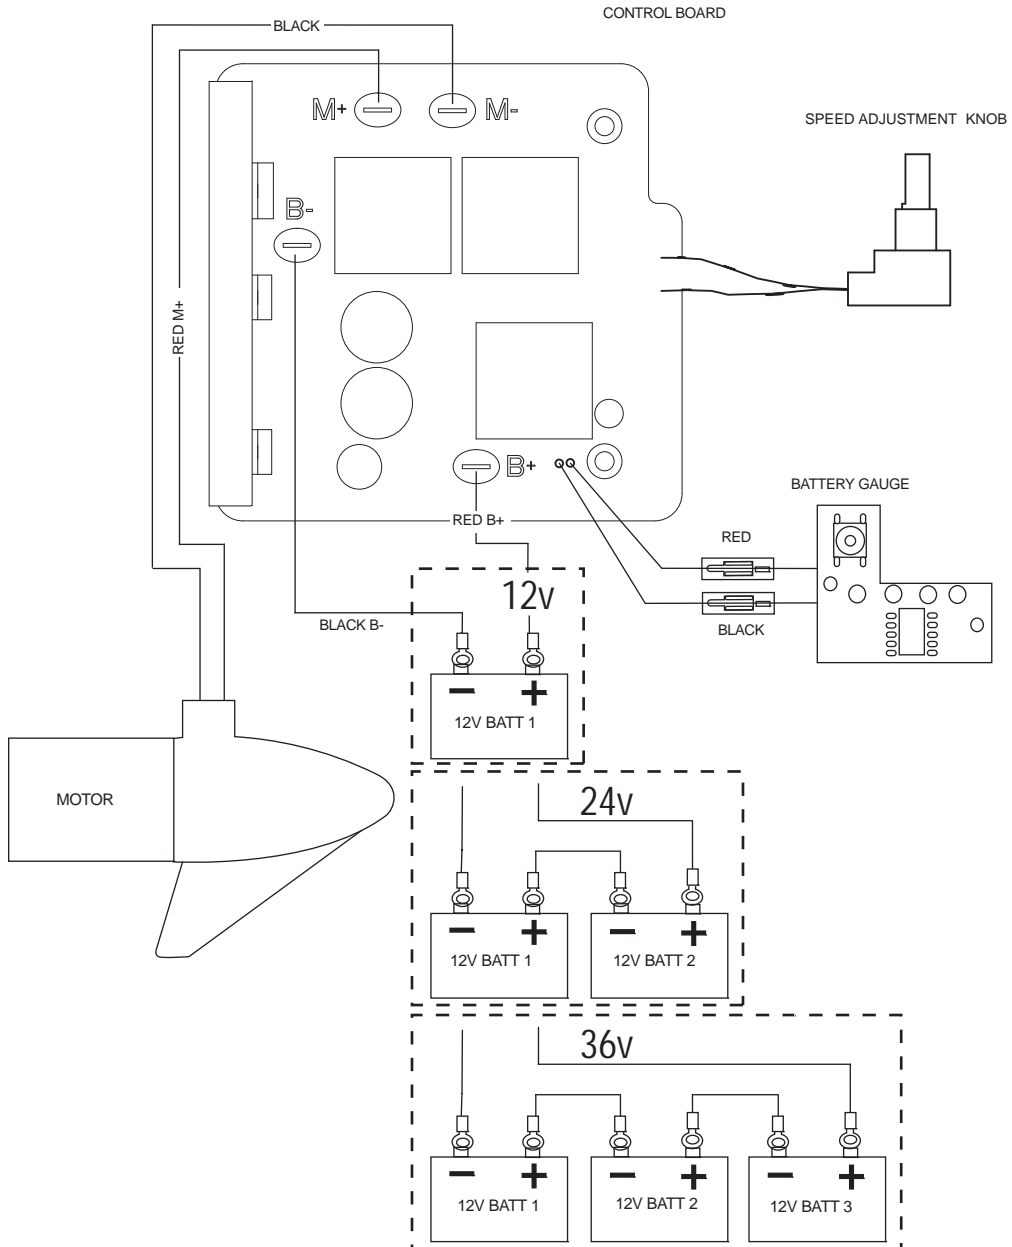 CONTROL BOARD
BLACK
M+
M-
SPEED ADJUSTMENT KNOB
B-
RED M+
B+
BATTERY GAUGE
RED B+
RED
12v
BLACK B-
BLACK
- +
12V BATT 1
MOTOR
24v
- + - +
12V BATT 1 12V BATT 2
36v
- + - + - +
12V BATT 1 12V BATT 2 12V BATT 3